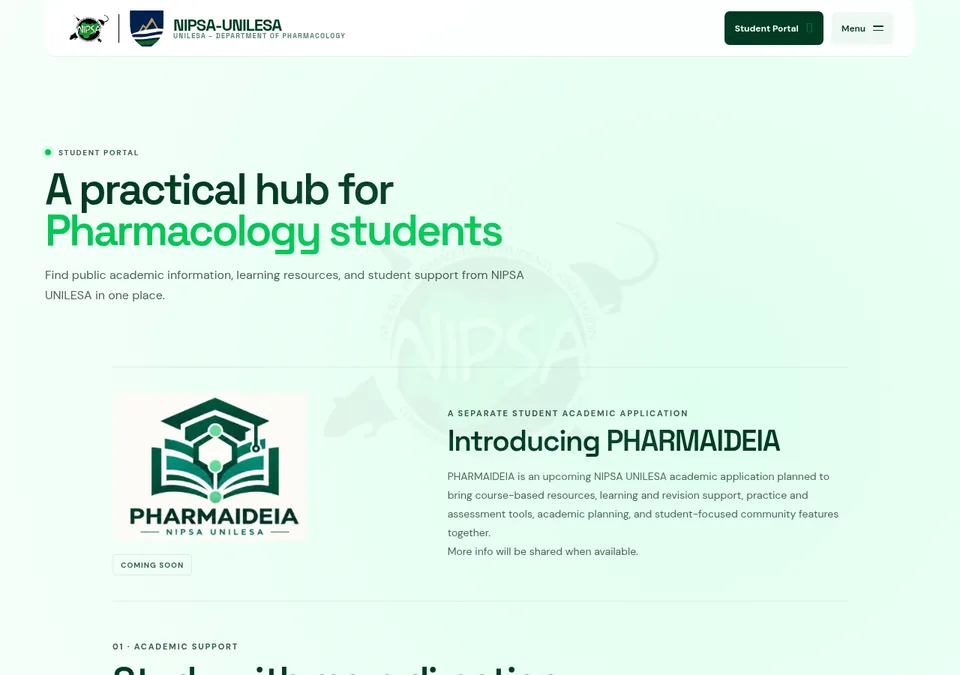 NIPSA
NIPSA-UNILESA
UNILESA - DEPARTMENT OF PHARMACOLOGY
Student Portal
Menu
STUDENT PORTAL
A practical hub for
Pharmacology students
Find public academic information, learning resources, and student support from NIPSA
UNILESA in one place.
NIPSA
PHARMAIDEIA
NIPSA UNILESA
COMING SOON
A SEPARATE STUDENT ACADEMIC APPLICATION
Introducing PHARMAIDEIA
PHARMAIDEIA is an upcoming NIPSA UNILESA academic application planned to
bring course-based resources, learning and revision support, practice and
assessment tools, academic planning, and student-focused community features
together.
More info will be shared when available.
01 · ACADEMIC SUPPORT